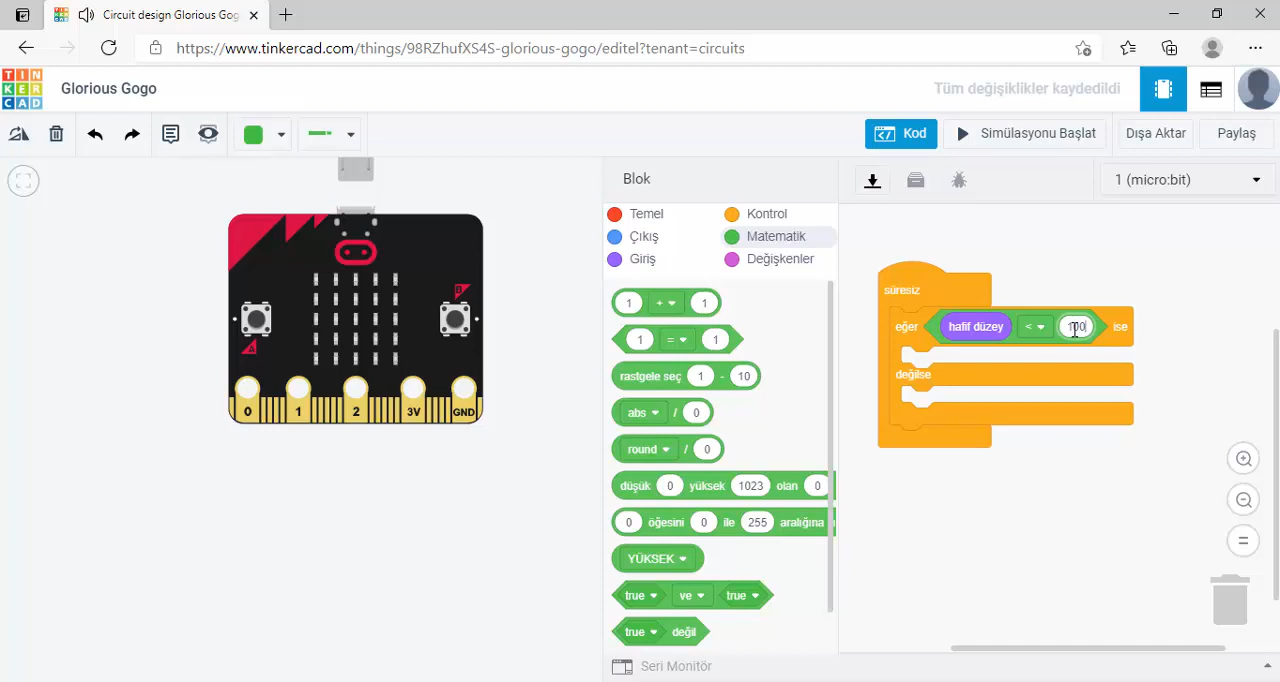 Circuit design Glorious Gogo
https://www.tinkercad.com/things/98RZhufXS4S-glorious-gogo/editel?tenant=circuits
TIN
KER
CAD
Glorious Gogo
Tüm değişiklikler kaydedildi
Kod
Simülasyonu Başlat
Dışa Aktar
Paylaş
Blok
1 (micro:bit)
Temel
Kontrol
Çıkış
Matematik
Giriş
Değişkenler
1 + 1
1 = 1
rastgele seç 1 - 10
abs / 0
round / 0
düşük 0 yüksek 1023 olan 0
0 öğesini 0 ile 255 aralığına
YÜKSEK
true ve true
true değil
Seri Monitör
süresiz
eğer hafif düzey < 100 ise
değilse
A
0 1 2 3V GND